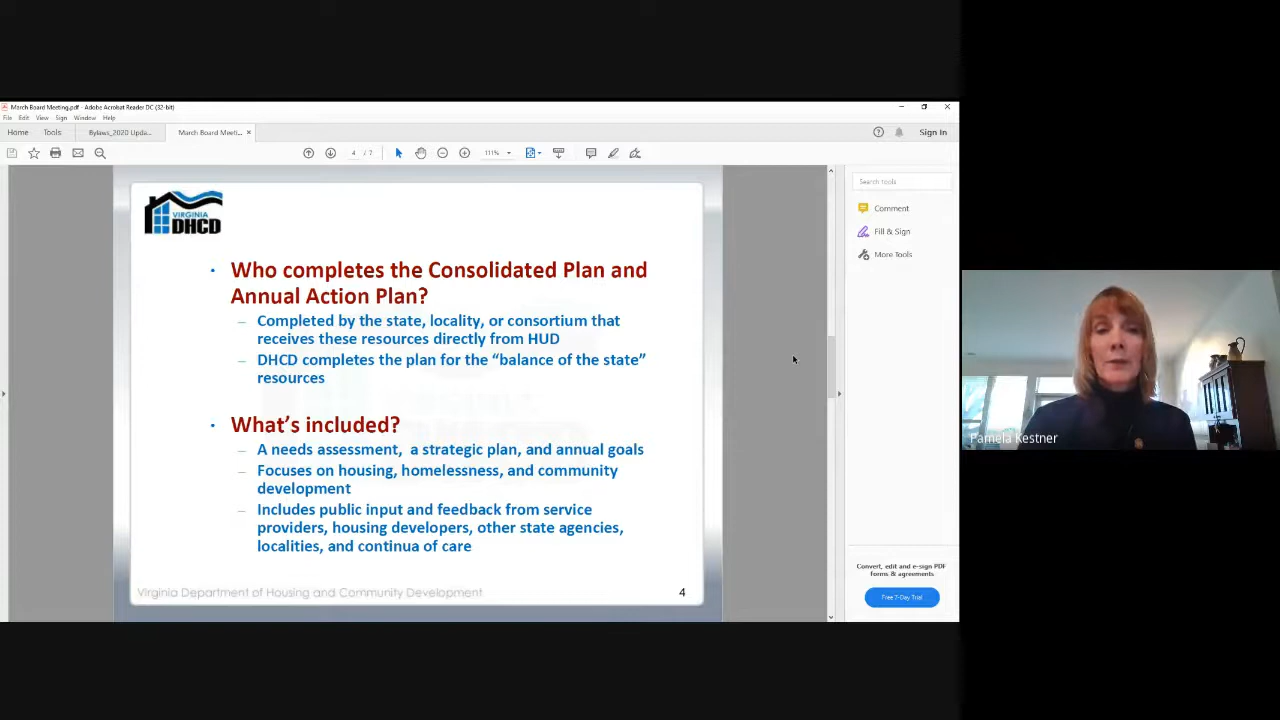 March Board Meeting.pdf - Adobe Acrobat Reader DC (32-bit)
File Edit View Sign Window Help
Home Tools Bylaws_2020 Upda... March Board Meeti... × Sign In
4 / 7 111%
VIRGINIA
DHCD
• Who completes the Consolidated Plan and
Annual Action Plan?
– Completed by the state, locality, or consortium that
receives these resources directly from HUD
– DHCD completes the plan for the “balance of the state”
resources
• What’s included?
– A needs assessment, a strategic plan, and annual goals
– Focuses on housing, homelessness, and community
development
– Includes public input and feedback from service
providers, housing developers, other state agencies,
localities, and continua of care
Virginia Department of Housing and Community Development 4
Search tools
Comment
Fill & Sign
More Tools
Convert, edit and e-sign PDF
forms & agreements
Free 7-Day Trial
Pamela Kestner